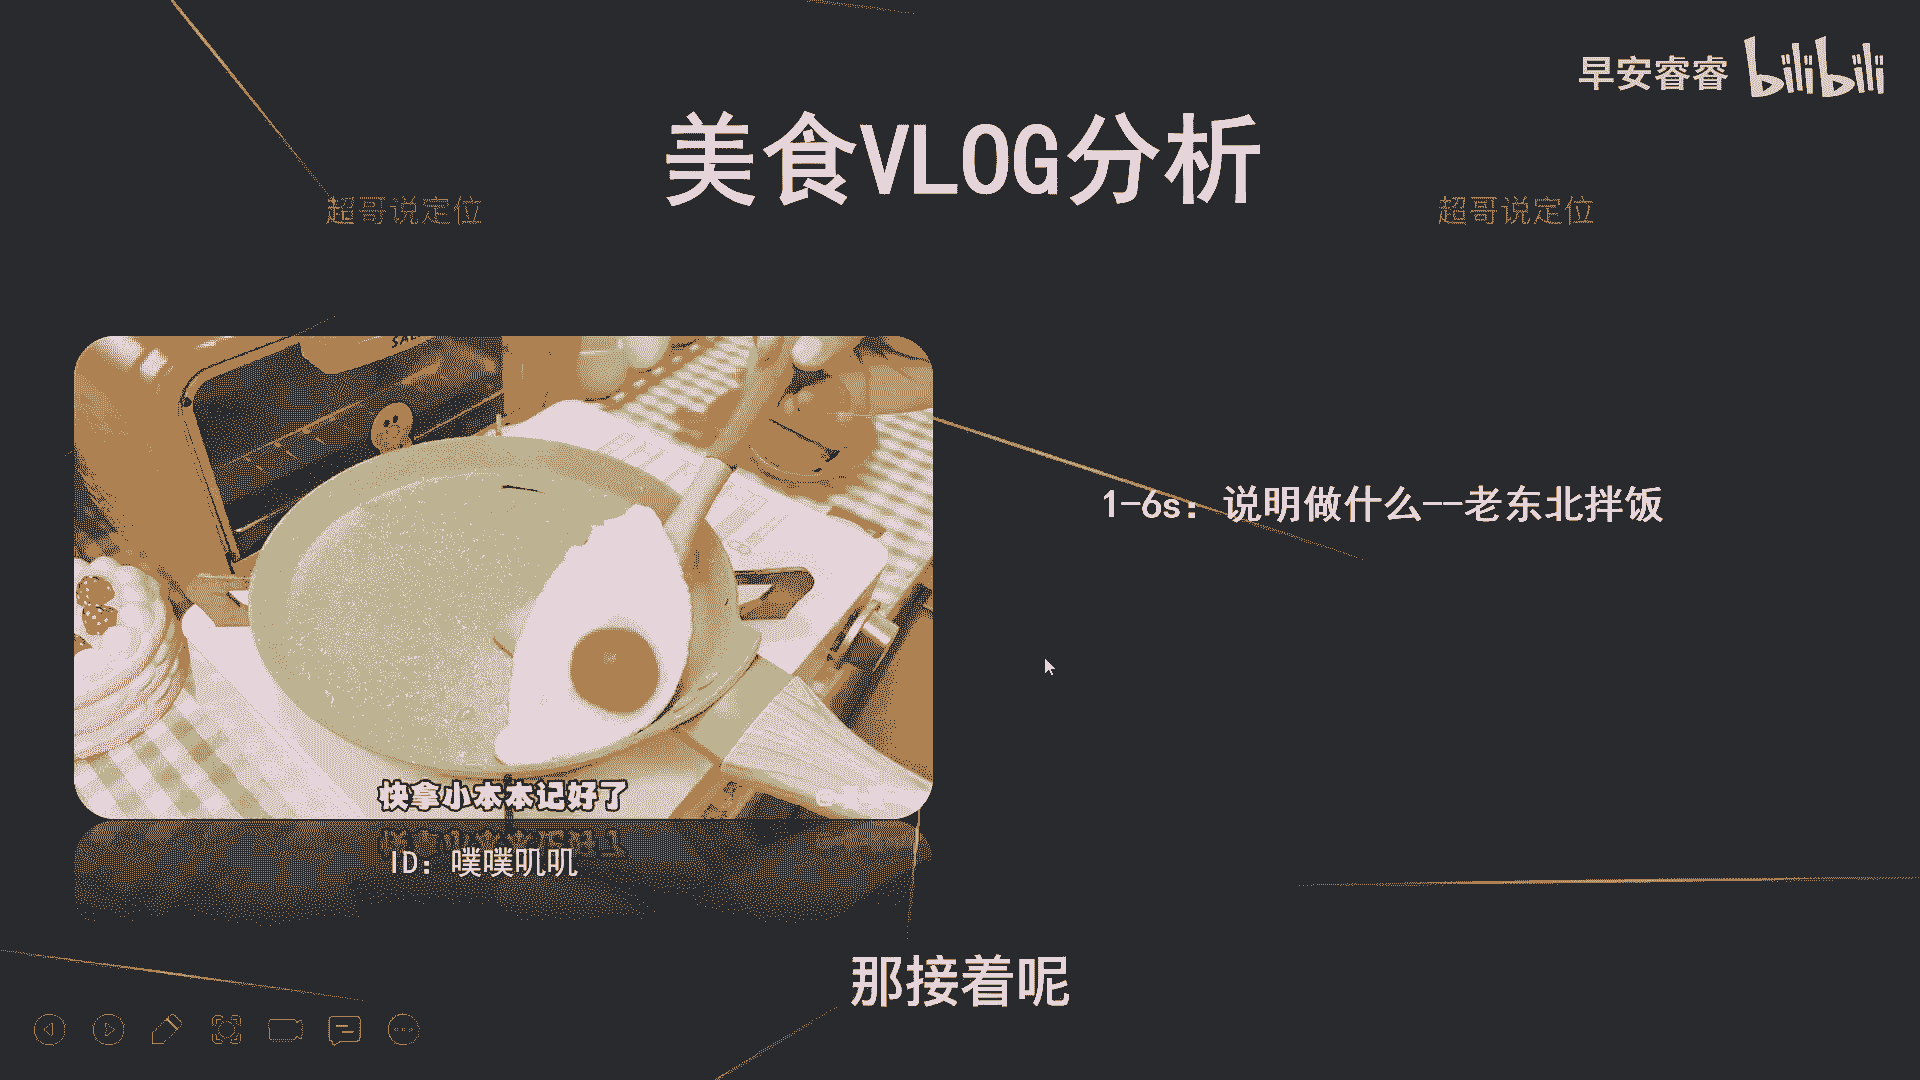 早安睿睿 bilibili
美食VLOG分析
超哥说定位
超哥说定位
1-6s：说明做什么--老东北拌饭
快拿小本本记好了
ID：噗噗叽叽
那接着呢